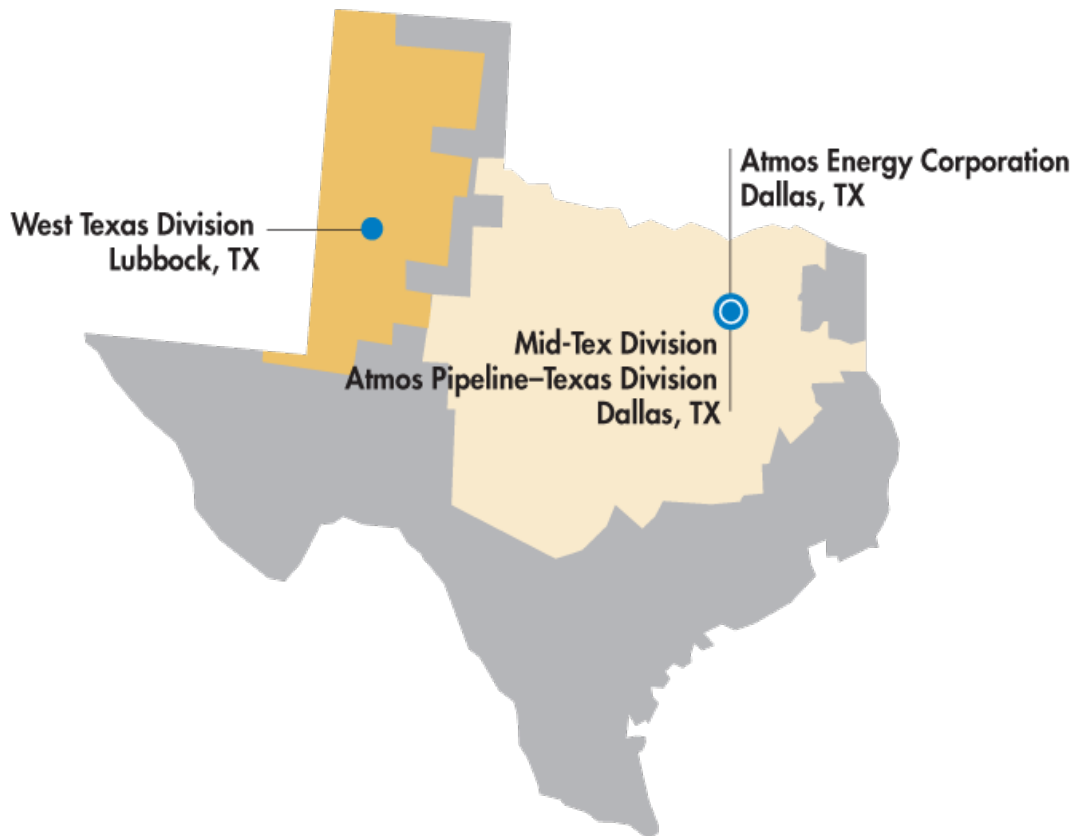 Atmos Energy Corporation
Dallas, TX
West Texas Division
Lubbock, TX
Mid-Tex Division
Atmos Pipeline–Texas Division
Dallas, TX